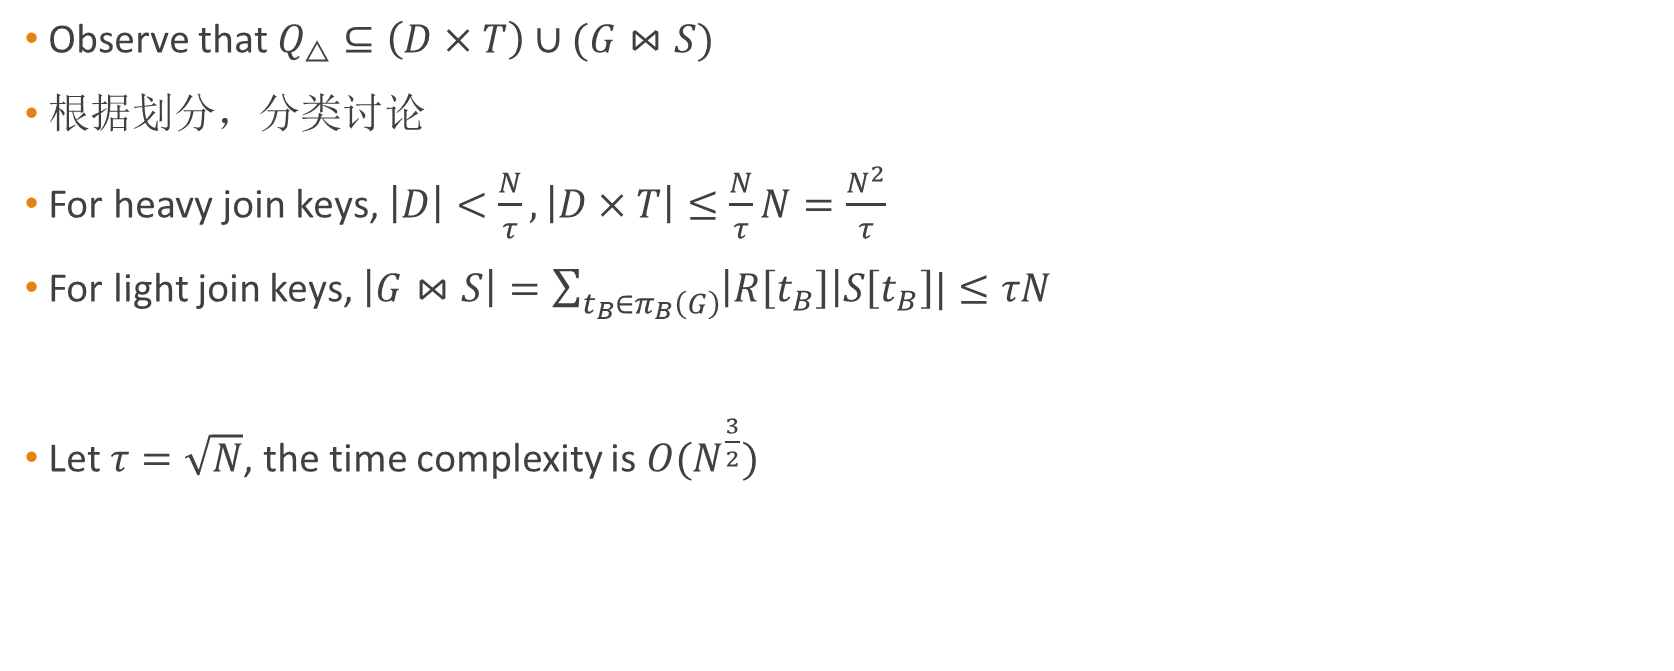 • Observe that Q△ ⊆ (D × T) ∪ (G ⋈ S)
• 根据划分，分类讨论
• For heavy join keys, |D| < N/τ, |D × T| ≤ N/τ N = N²/τ
• For light join keys, |G ⋈ S| = ∑_{t_B∈π_B(G)}|R[t_B]|S[t_B]| ≤ τN
• Let τ = √N, the time complexity is O(N^{3/2})